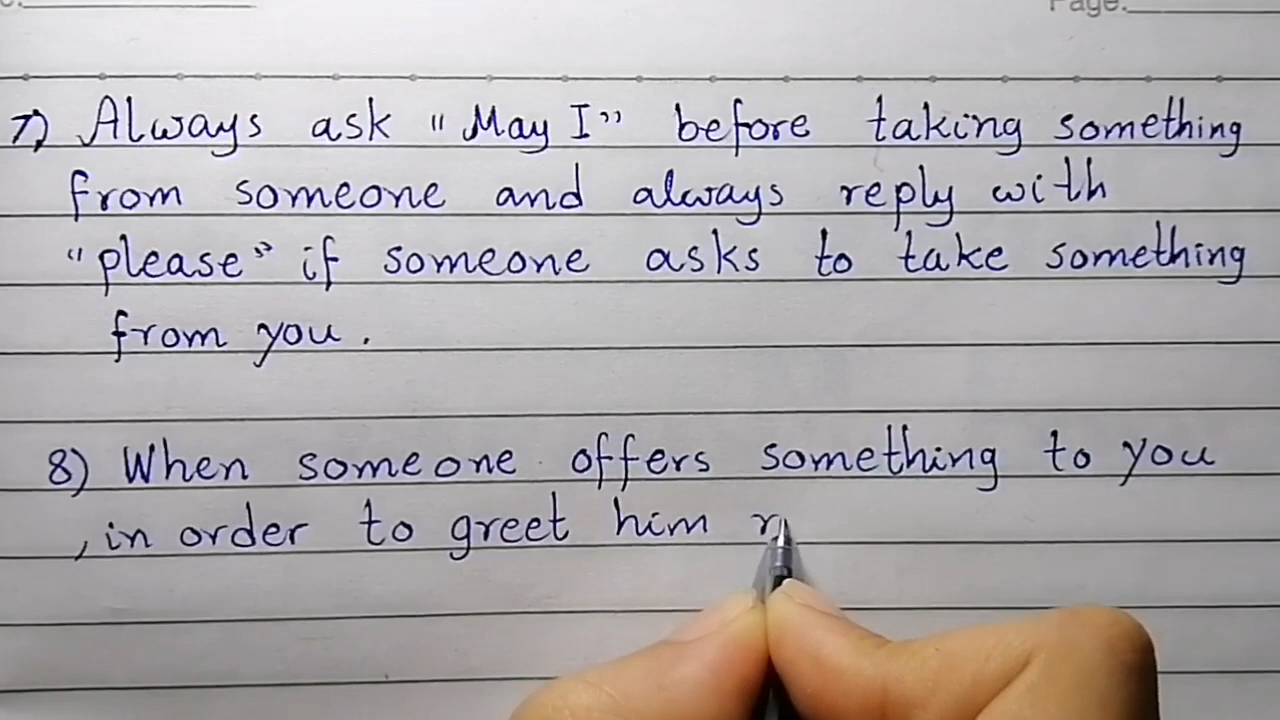 Page:
7) Always ask "May I" before taking something
from someone and always reply with
"please" if someone asks to take something
from you.
8) When someone offers something to you
, in order to greet him r